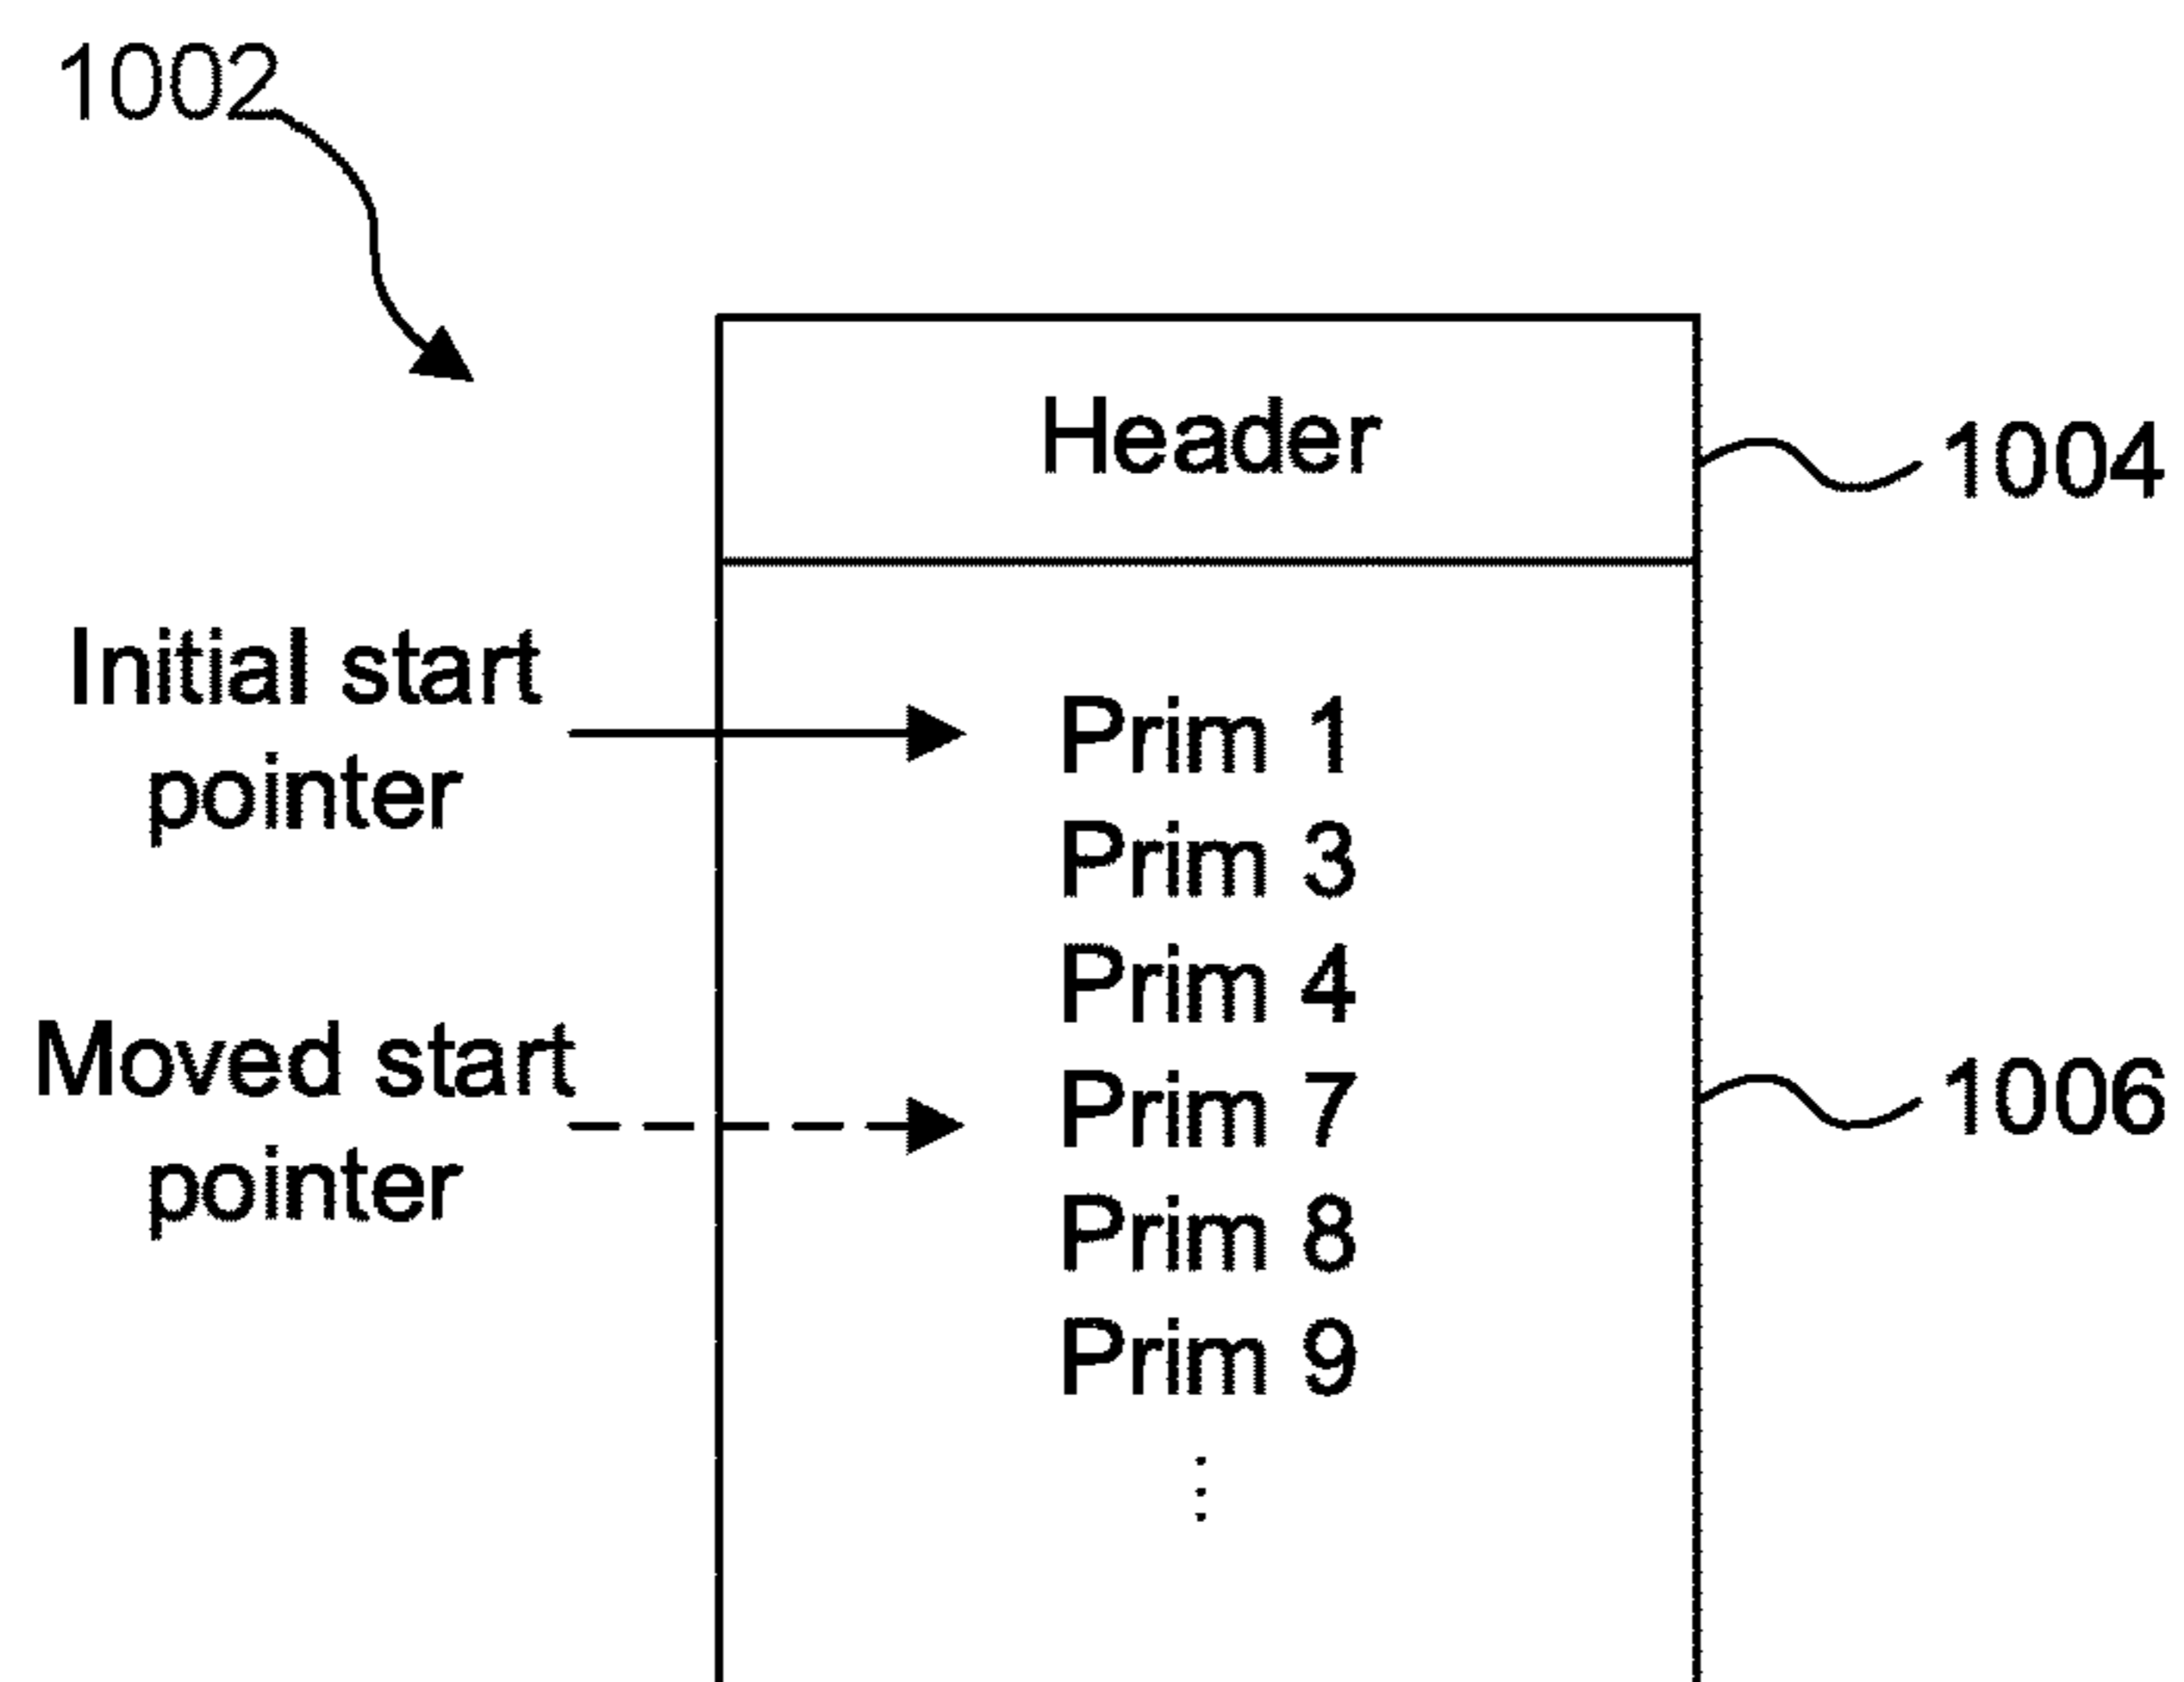 1002
Header
1004
Initial start
pointer
Prim 1
Prim 3
Prim 4
Moved start
pointer
Prim 7
1006
Prim 8
Prim 9